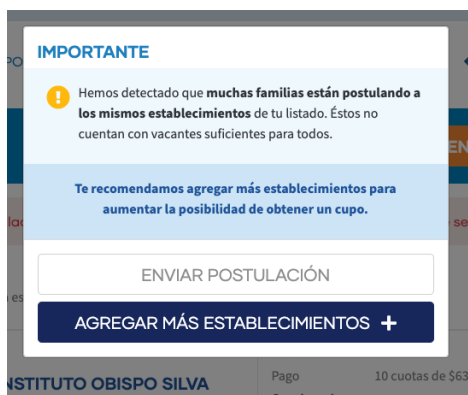 IMPORTANTE
Hemos detectado que muchas familias están postulando a
los mismos establecimientos de tu listado. Éstos no
cuentan con vacantes suficientes para todos.
Te recomendamos agregar más establecimientos para
aumentar la posibilidad de obtener un cupo.
ENVIAR POSTULACIÓN
AGREGAR MÁS ESTABLECIMIENTOS +
INSTITUTO OBISPO SILVA
Pago
10 cuotas de $63